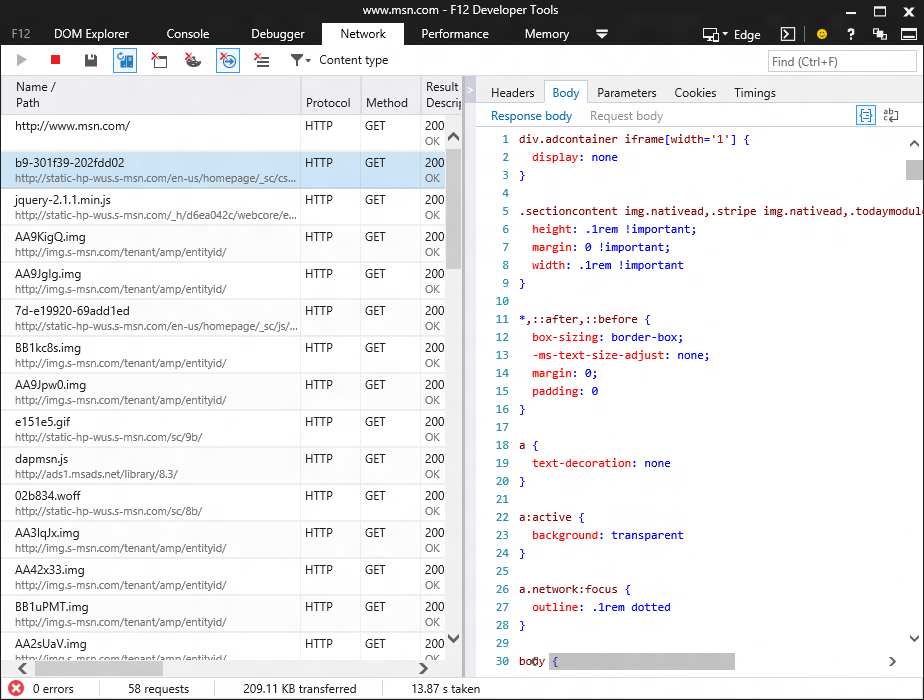 www.msn.com - F12 Developer Tools
F12 DOM Explorer Console Debugger Network Performance Memory Edge ?
Content type
Find (Ctrl+F)
Name / Path Protocol Method Result Descrip
http://www.msn.com/ HTTP GET 200 OK
b9-301f39-202fdd02 HTTP GET 200
http://static-hp-wus.s-msn.com/en-us/homepage/_sc/cs... OK
jquery-2.1.1.min.js HTTP GET 200
http://static-hp-wus.s-msn.com/_h/d6ea042c/webcore/e... OK
AA9KigQ.img HTTP GET 200
http://img.s-msn.com/tenant/amp/entityid/ OK
AA9JgIg.img HTTP GET 200
http://img.s-msn.com/tenant/amp/entityid/ OK
7d-e19920-69add1ed HTTP GET 200
http://static-hp-wus.s-msn.com/en-us/homepage/_sc/js/... OK
BB1kc8s.img HTTP GET 200
http://img.s-msn.com/tenant/amp/entityid/ OK
AA9Jpw0.img HTTP GET 200
http://img.s-msn.com/tenant/amp/entityid/ OK
e151e5.gif HTTP GET 200
http://static-hp-wus.s-msn.com/sc/9b/ OK
dapmsn.js HTTP GET 200
http://ads1.msads.net/library/8.3/ OK
02b834.woff HTTP GET 200
http://static-hp-wus.s-msn.com/sc/8b/ OK
AA3lqJx.img HTTP GET 200
http://img.s-msn.com/tenant/amp/entityid/ OK
AA42x33.img HTTP GET 200
http://img.s-msn.com/tenant/amp/entityid/ OK
BB1uPMT.img HTTP GET 200
http://img.s-msn.com/tenant/amp/entityid/ OK
AA2sUaV.img HTTP GET 200
http://img.s-msn.com/tenant/amp/entityid/ OK
Headers Body Parameters Cookies Timings
Response body Request body
1 div.adcontainer iframe[width='1'] {
2 display: none
3 }
4
5 .sectioncontent img.nativead,.stripe img.nativead,.todaymodul
6 height: .1rem !important;
7 margin: 0 !important;
8 width: .1rem !important
9 }
10
11 *,::after,::before {
12 box-sizing: border-box;
13 -ms-text-size-adjust: none;
14 margin: 0;
15 padding: 0
16 }
17
18 a {
19 text-decoration: none
20 }
21
22 a:active {
23 background: transparent
24 }
25
26 a.network:focus {
27 outline: .1rem dotted
28 }
29
30 body {
0 errors 58 requests 209.11 KB transferred 13.87 s taken